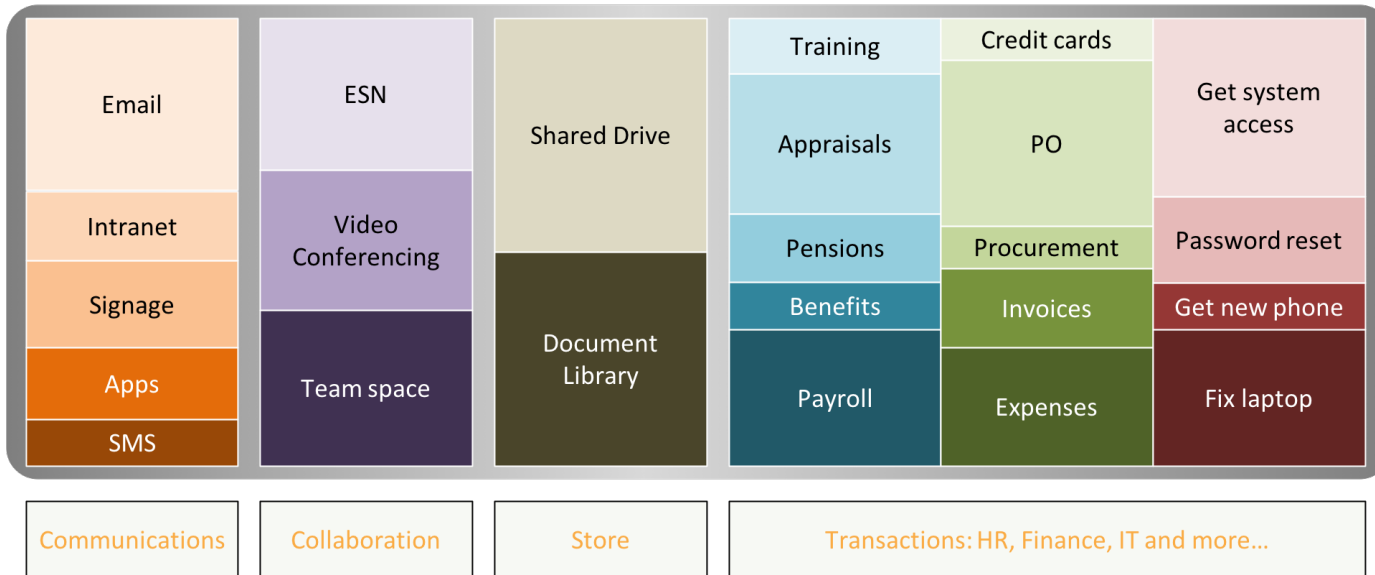 Email
Intranet
Signage
Apps
SMS
ESN
Video
Conferencing
Team space
Shared Drive
Document
Library
Training
Appraisals
Pensions
Benefits
Payroll
Credit cards
PO
Procurement
Invoices
Expenses
Get system
access
Password reset
Get new phone
Fix laptop
Communications
Collaboration
Store
Transactions: HR, Finance, IT and more...